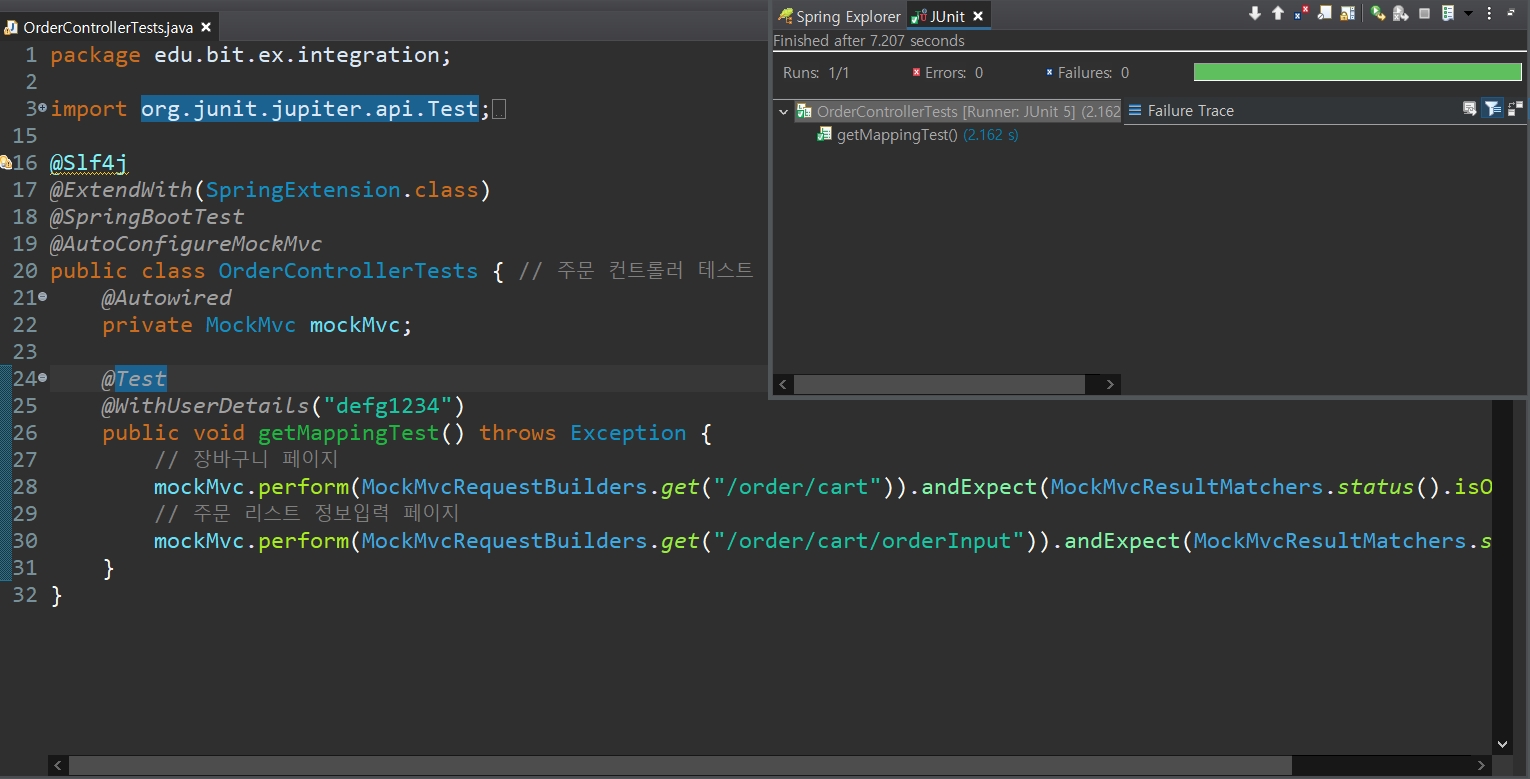 OrderControllerTests.java
1 package edu.bit.ex.integration;
2
3 import org.junit.jupiter.api.Test;
15
16 @Slf4j
17 @ExtendWith(SpringExtension.class)
18 @SpringBootTest
19 @AutoConfigureMockMvc
20 public class OrderControllerTests { // 주문 컨트롤러 테스트
21 @Autowired
22 private MockMvc mockMvc;
23
24 @Test
25 @WithUserDetails("defg1234")
26 public void getMappingTest() throws Exception {
27 // 장바구니 페이지
28 mockMvc.perform(MockMvcRequestBuilders.get("/order/cart")).andExpect(MockMvcResultMatchers.status().isO
29 // 주문 리스트 정보입력 페이지
30 mockMvc.perform(MockMvcRequestBuilders.get("/order/cart/orderInput")).andExpect(MockMvcResultMatchers.s
31 }
32 }
Spring Explorer JUnit
Finished after 7.207 seconds
Runs: 1/1 Errors: 0 Failures: 0
OrderControllerTests [Runner: JUnit 5] (2.162
getMappingTest() (2.162 s)
Failure Trace